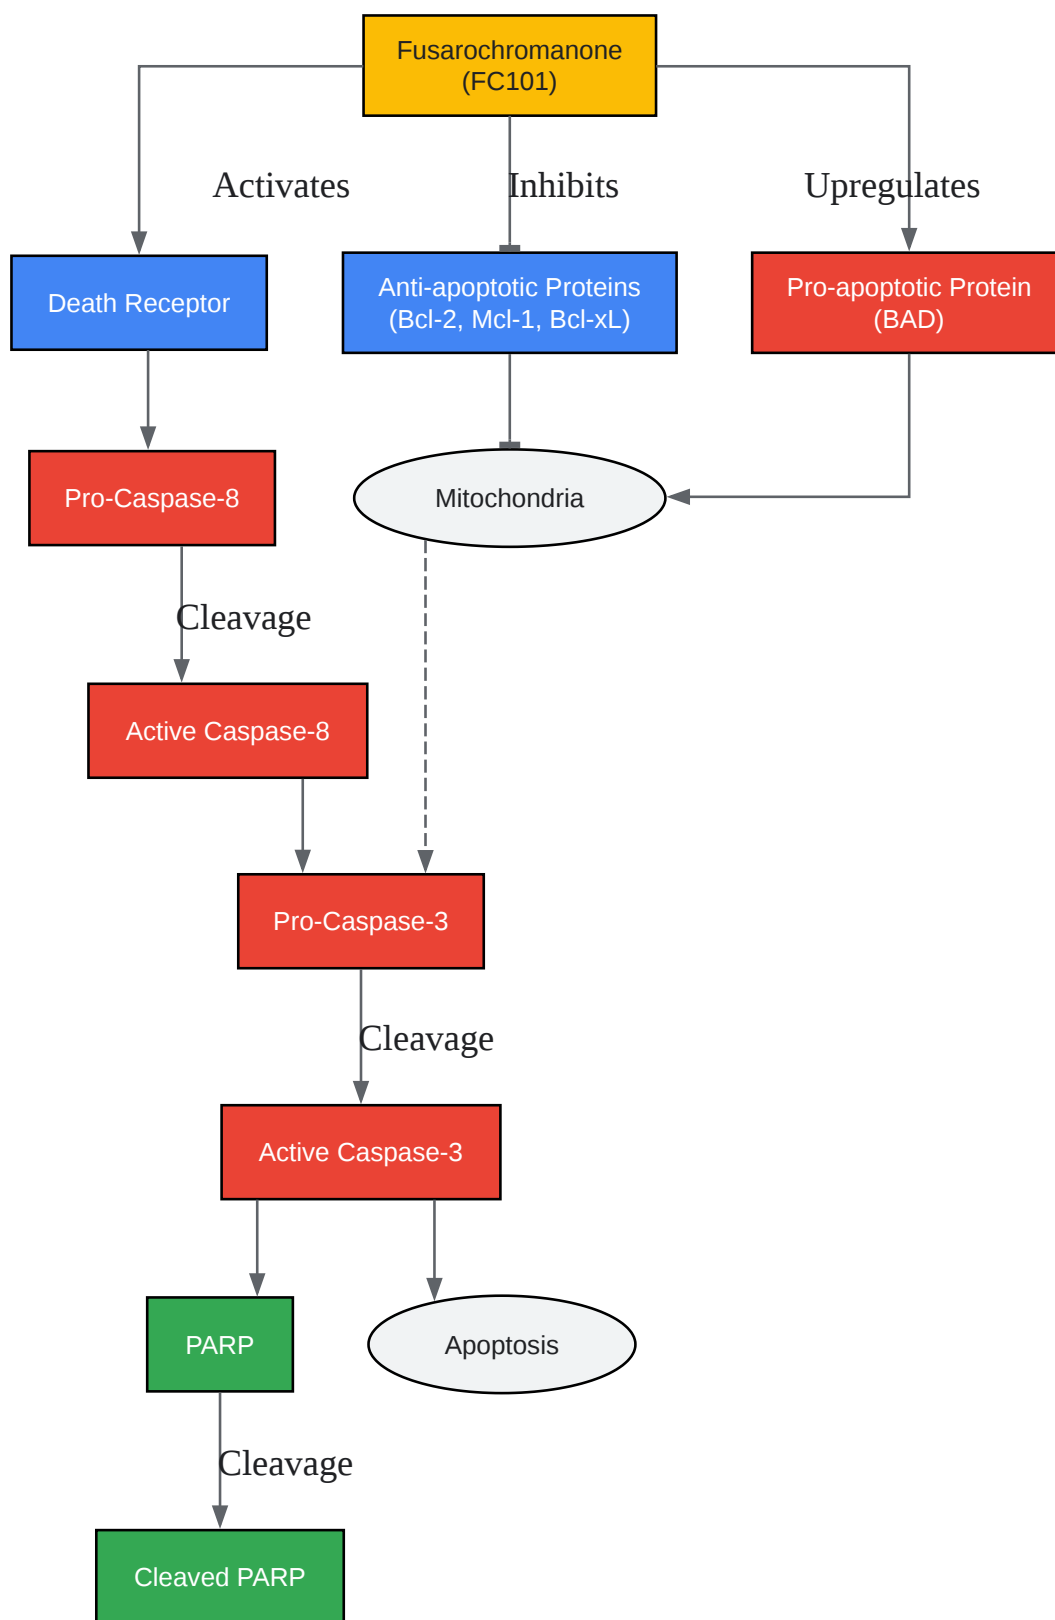 Fusarochromanone
(FC101)
Activates
Inhibits
Upregulates
Death Receptor
Anti-apoptotic Proteins
(Bcl-2, Mcl-1, Bcl-xL)
Pro-apoptotic Protein
(BAD)
Pro-Caspase-8
Mitochondria
Cleavage
Active Caspase-8
Pro-Caspase-3
Cleavage
Active Caspase-3
PARP
Apoptosis
Cleavage
Cleaved PARP